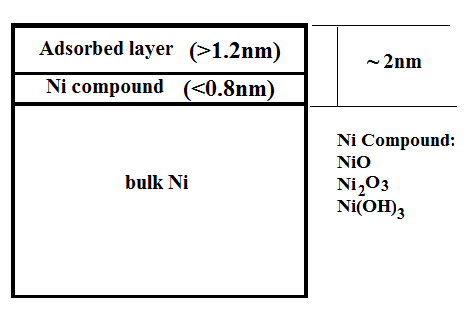 Adsorbed layer (>1.2nm)
~ 2nm
Ni compound (<0.8nm)
bulk Ni
Ni Compound:
NiO
Ni₂O₃
Ni(OH)₃